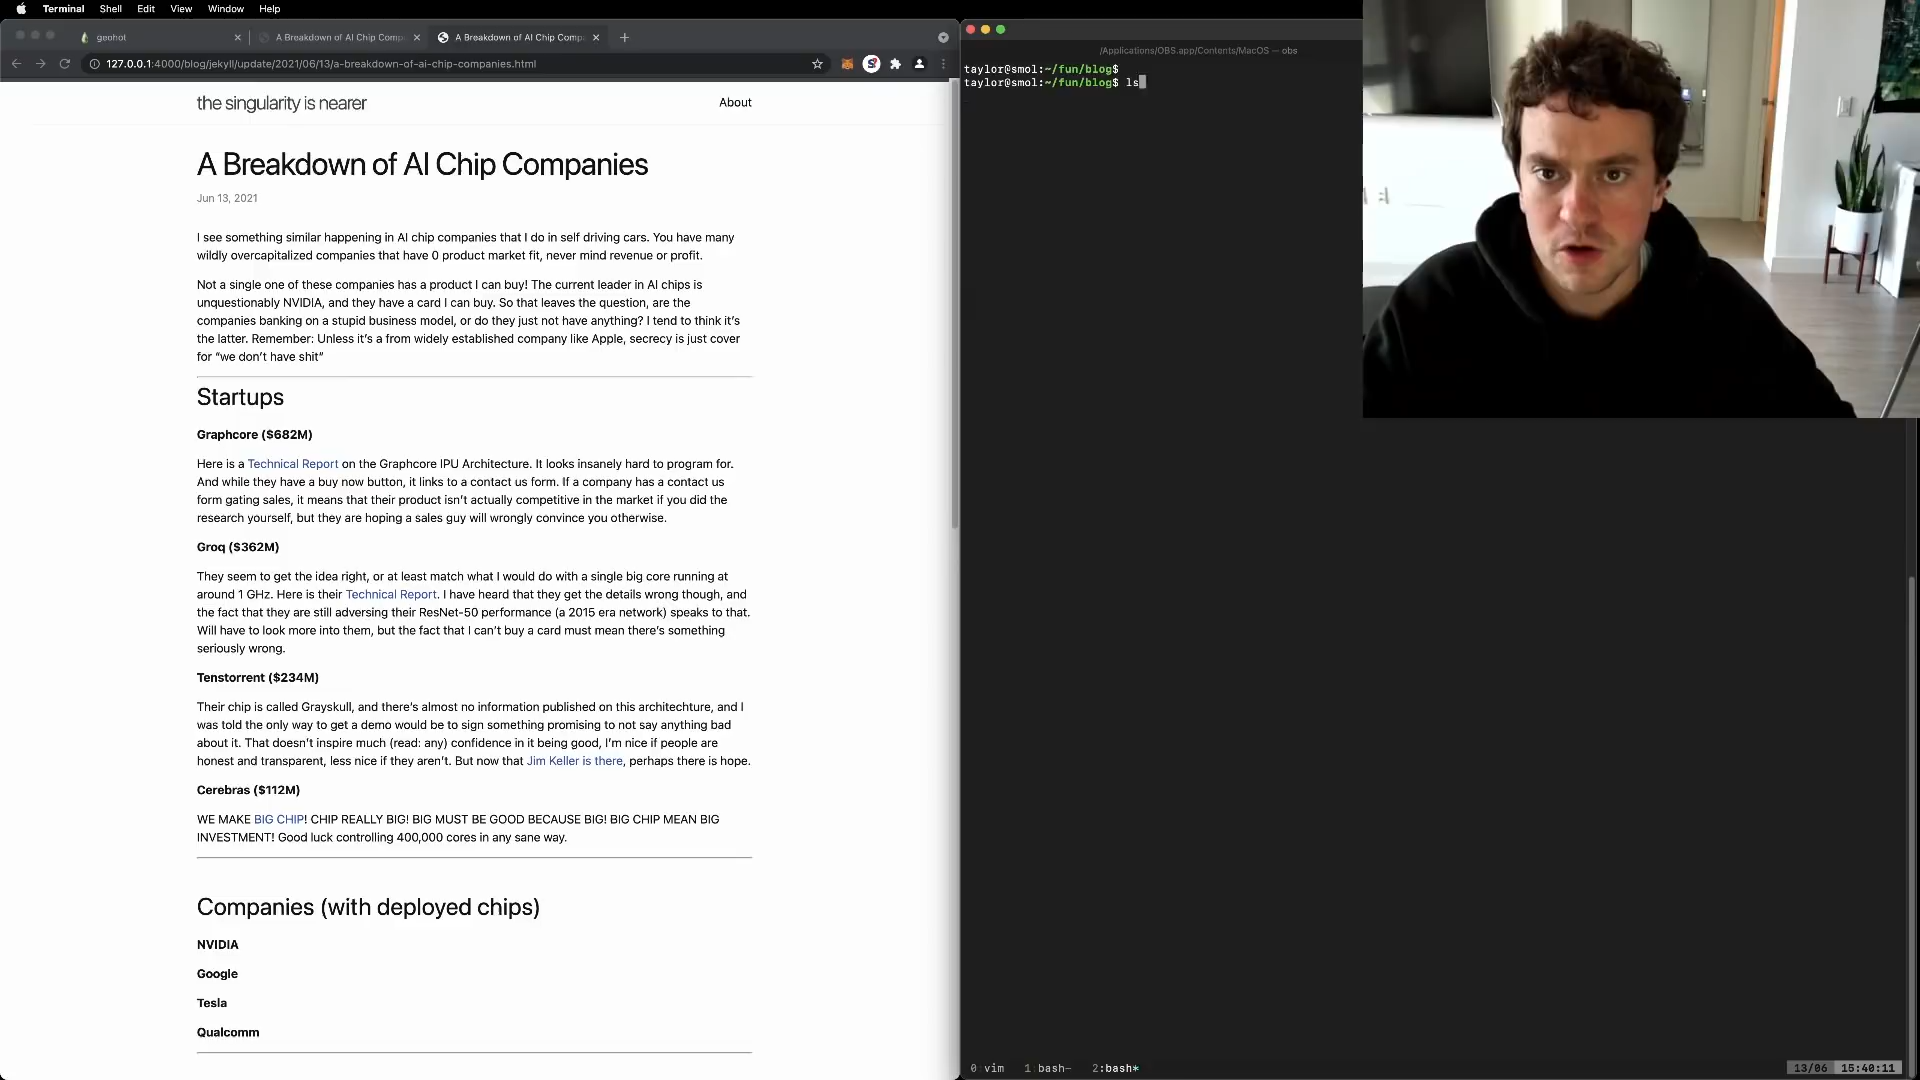 Terminal Shell Edit View Window Help
geohot
A Breakdown of AI Chip Comp
A Breakdown of AI Chip Comp
127.0.0.1:4000/blog/jekyll/update/2021/06/13/a-breakdown-of-ai-chip-companies.html
the singularity is nearer
About
A Breakdown of AI Chip Companies
Jun 13, 2021
I see something similar happening in AI chip companies that I do in self driving cars. You have many
wildly overcapitalized companies that have 0 product market fit, never mind revenue or profit.
Not a single one of these companies has a product I can buy! The current leader in AI chips is
unquestionably NVIDIA, and they have a card I can buy. So that leaves the question, are the
companies banking on a stupid business model, or do they just not have anything? I tend to think it's
the latter. Remember: Unless it's a from widely established company like Apple, secrecy is just cover
for “we don't have shit”
Startups
Graphcore ($682M)
Here is a Technical Report on the Graphcore IPU Architecture. It looks insanely hard to program for.
And while they have a buy now button, it links to a contact us form. If a company has a contact us
form gating sales, it means that their product isn't actually competitive in the market if you did the
research yourself, but they are hoping a sales guy will wrongly convince you otherwise.
Groq ($362M)
They seem to get the idea right, or at least match what I would do with a single big core running at
around 1 GHz. Here is their Technical Report. I have heard that they get the details wrong though, and
the fact that they are still adversing their ResNet-50 performance (a 2015 era network) speaks to that.
Will have to look more into them, but the fact that I can't buy a card must mean there's something
seriously wrong.
Tenstorrent ($234M)
Their chip is called Grayskull, and there's almost no information published on this architechture, and I
was told the only way to get a demo would be to sign something promising to not say anything bad
about it. That doesn't inspire much (read: any) confidence in it being good, I'm nice if people are
honest and transparent, less nice if they aren't. But now that Jim Keller is there, perhaps there is hope.
Cerebras ($112M)
WE MAKE BIG CHIP! CHIP REALLY BIG! BIG MUST BE GOOD BECAUSE BIG! BIG CHIP MEAN BIG
INVESTMENT! Good luck controlling 400,000 cores in any sane way.
Companies (with deployed chips)
NVIDIA
Google
Tesla
Qualcomm
/Applications/OBS.app/Contents/MacOS — obs
taylor@smol:~/fun/blog$
taylor@smol:~/fun/blog$ ls
0 vim 1 bash- 2:bash*
13/06 15:40:11